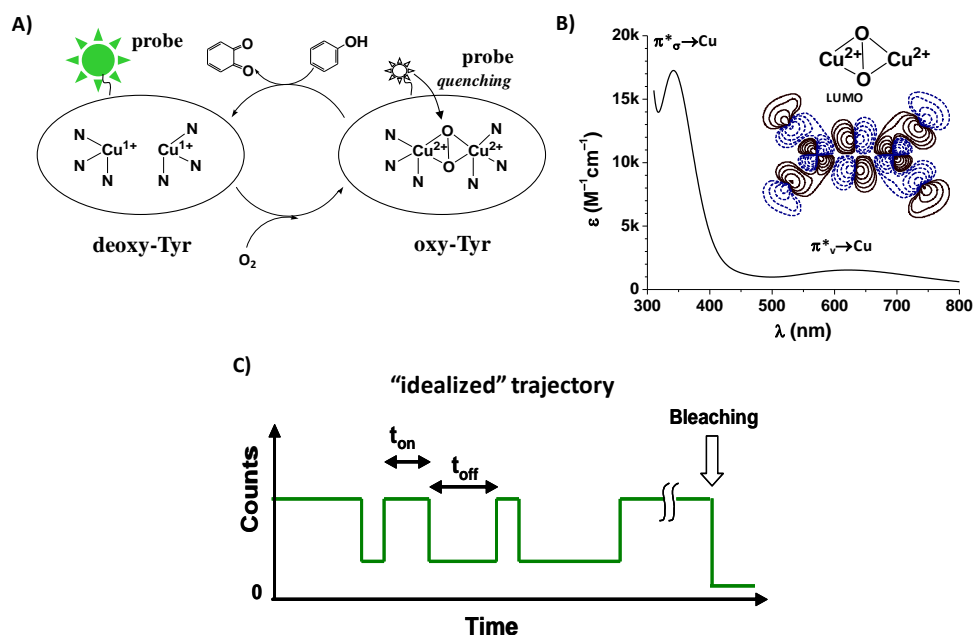 A)
probe
OH
O
O
probe
quenching
N
Cu1+
N
N
Cu1+
N
N
N
N
N
O
Cu2+
Cu2+
O
N
N
N
N
deoxy-Tyr
oxy-Tyr
O2
B)
20k
15k
10k
5k
0
ε (M−1cm−1)
π*σ→Cu
O
Cu2+ Cu2+
O
LUMO
π*v→Cu
300 400 500 600 700 800
λ (nm)
C)
“idealized” trajectory
Bleaching
ton
toff
Counts
0
Time